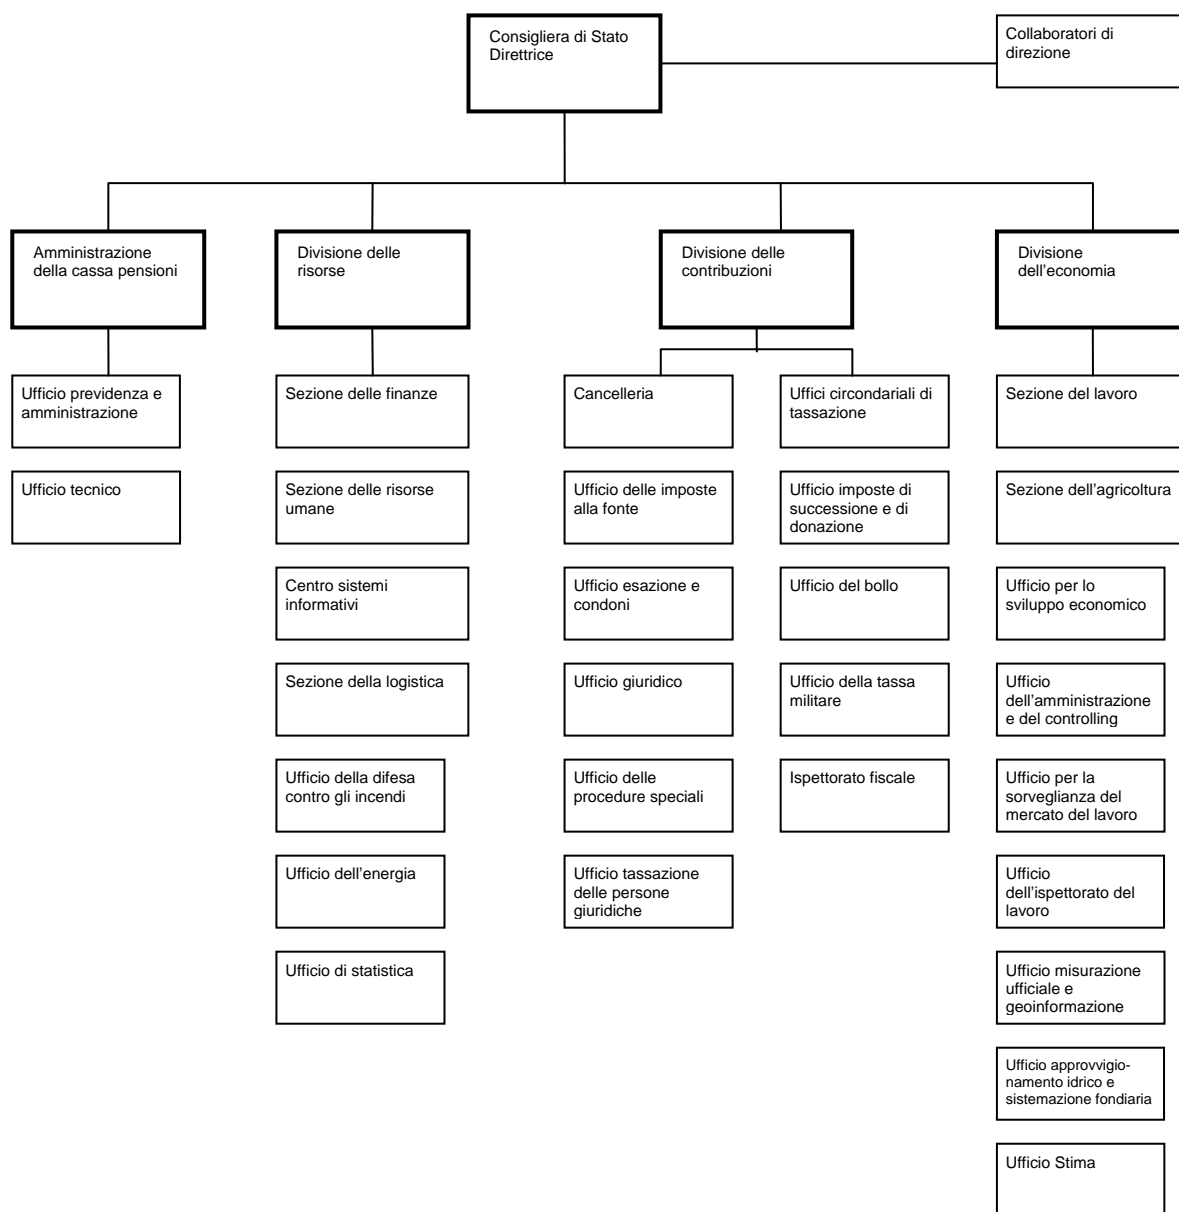 Consigliera di Stato
Direttrice
Collaboratori di
direzione
Amministrazione
della cassa pensioni
Divisione delle
risorse
Divisione delle
contribuzioni
Divisione
dell’economia
Ufficio previdenza e
amministrazione
Ufficio tecnico
Sezione delle finanze
Sezione delle risorse
umane
Centro sistemi
informativi
Sezione della logistica
Ufficio della difesa
contro gli incendi
Ufficio dell’energia
Ufficio di statistica
Cancelleria
Ufficio delle imposte
alla fonte
Ufficio esazione e
condoni
Ufficio giuridico
Ufficio delle
procedure speciali
Ufficio tassazione
delle persone
giuridiche
Uffici circondariali di
tassazione
Ufficio imposte di
successione e di
donazione
Ufficio del bollo
Ufficio della tassa
militare
Ispettorato fiscale
Sezione del lavoro
Sezione dell’agricoltura
Ufficio per lo
sviluppo economico
Ufficio
dell’amministrazione
e del controlling
Ufficio per la
sorveglianza del
mercato del lavoro
Ufficio
dell’ispettorato del
lavoro
Ufficio misurazione
ufficiale e
geoinformazione
Ufficio approvvigio-
namento idrico e
sistemazione fondiaria
Ufficio Stima